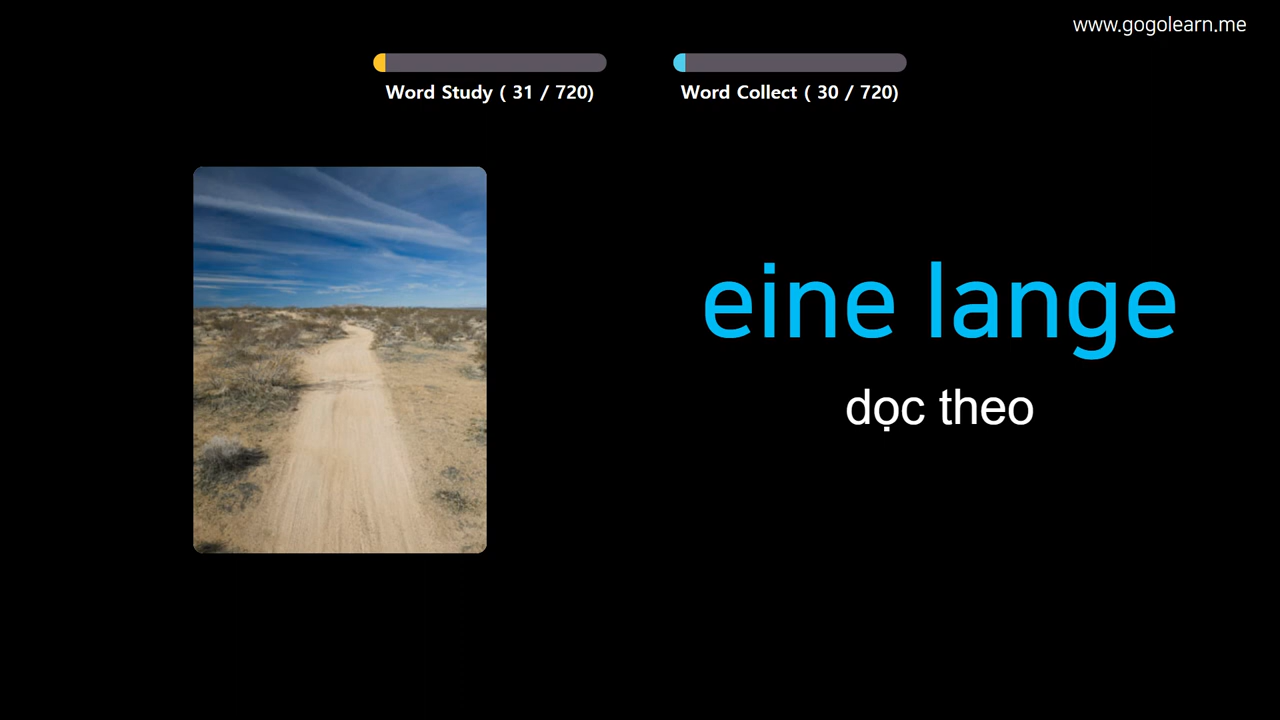 www.gogolearn.me
Word Study ( 31 / 720)
Word Collect ( 30 / 720)
eine lange
dọc theo